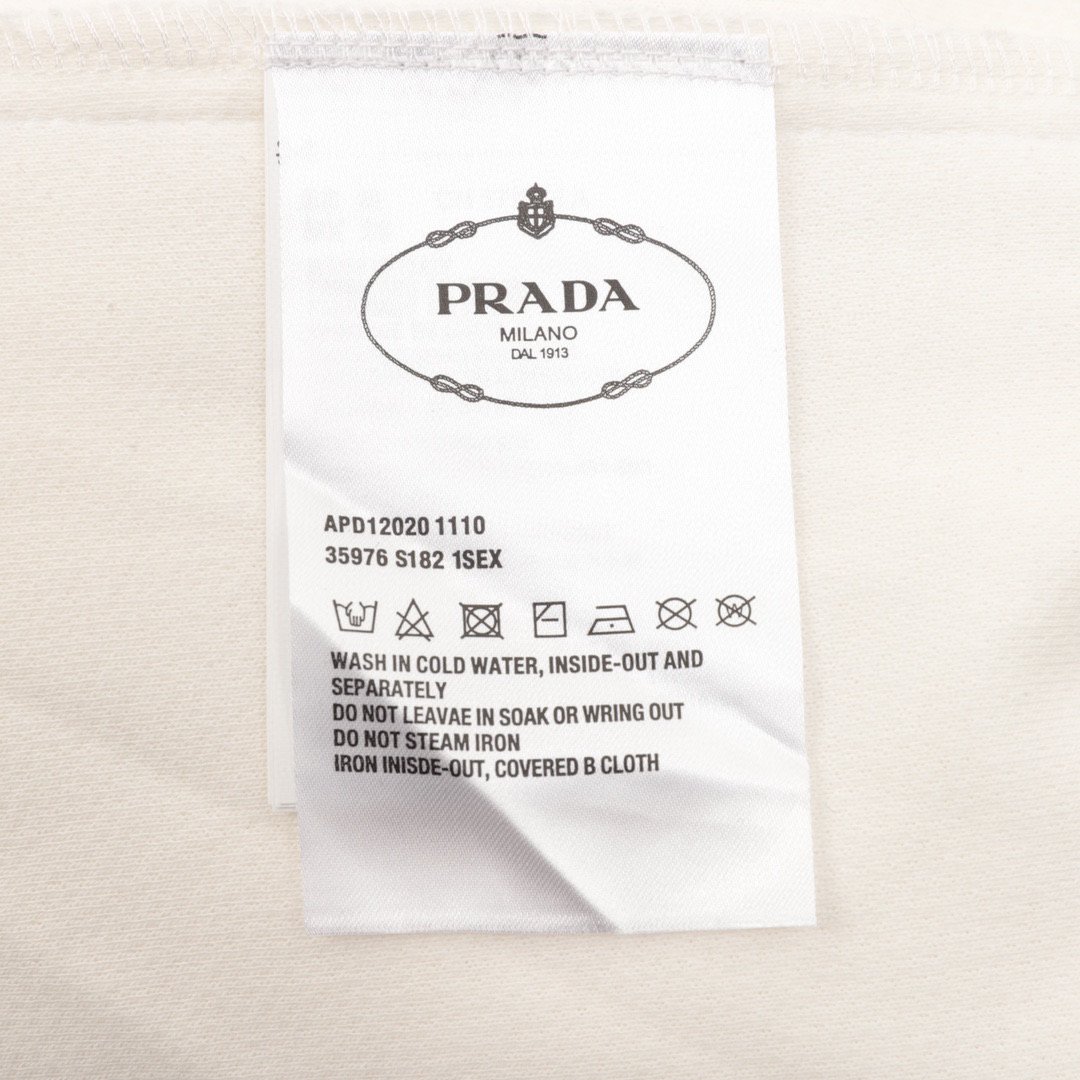 PRADA
MILANO
DAL 1913
APD12020 1110
35976 S182 1SEX
WASH IN COLD WATER, INSIDE-OUT AND
SEPARATELY
DO NOT LEAVAE IN SOAK OR WRING OUT
DO NOT STEAM IRON
IRON INISDE-OUT, COVERED B CLOTH